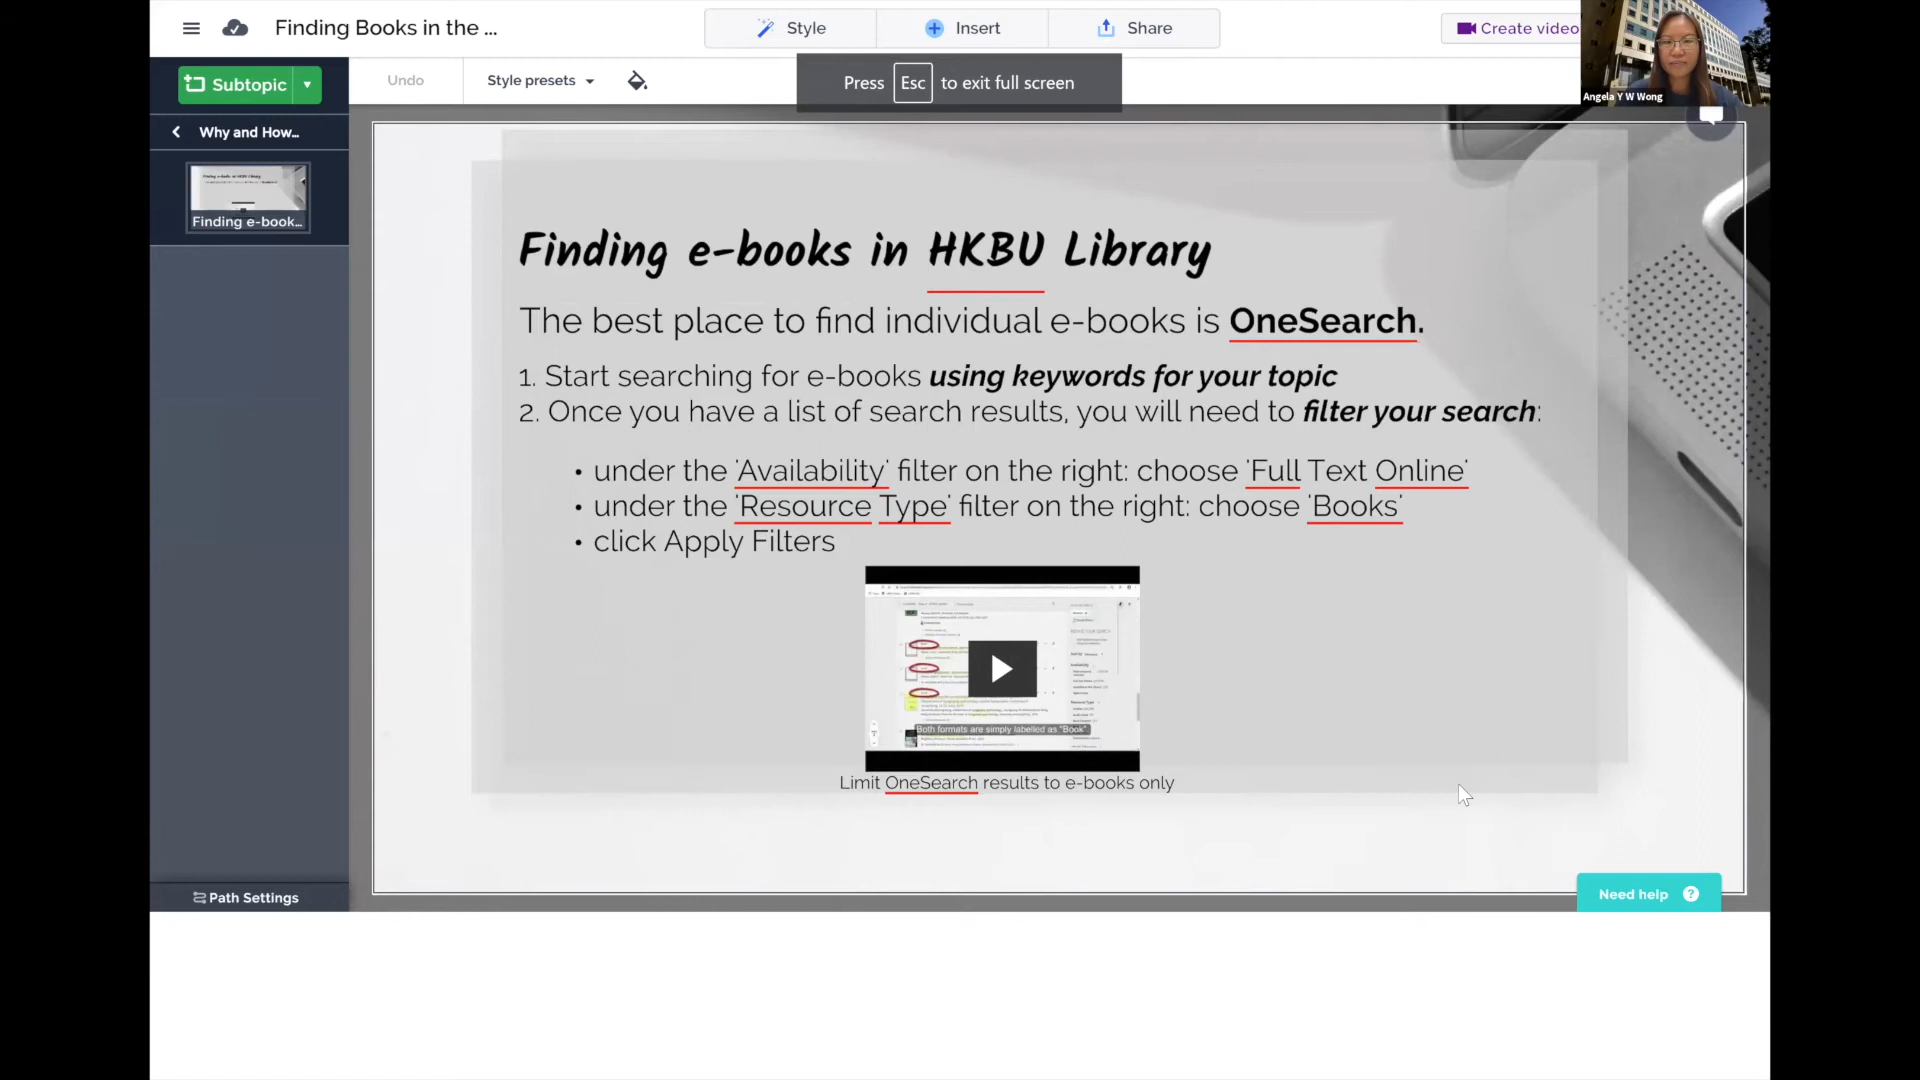 Finding Books in the ...
Style
Insert
Share
Create video
Angela Y W Wong
Subtopic
Undo
Style presets
Press Esc to exit full screen
Why and How...
Finding e-book...
Finding e-books in HKBU Library
The best place to find individual e-books is OneSearch.
1. Start searching for e-books using keywords for your topic
2. Once you have a list of search results, you will need to filter your search:
• under the 'Availability' filter on the right: choose 'Full Text Online'
• under the 'Resource Type' filter on the right: choose 'Books'
• click Apply Filters
Both formats are simply labelled as "Book"
Limit OneSearch results to e-books only
Path Settings
Need help ?